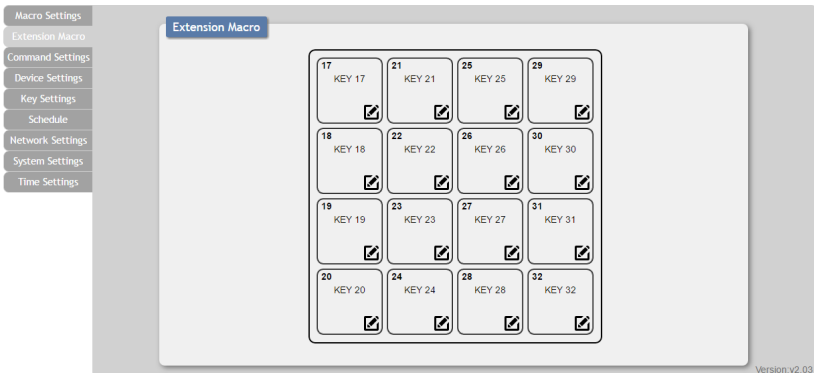 Macro Settings
Extension Macro
Command Settings
Device Settings
Key Settings
Schedule
Network Settings
System Settings
Time Settings
Extension Macro
17 21 25 29
KEY 17 KEY 21 KEY 25 KEY 29
18 22 26 30
KEY 18 KEY 22 KEY 26 KEY 30
19 23 27 31
KEY 19 KEY 23 KEY 27 KEY 31
20 24 28 32
KEY 20 KEY 24 KEY 28 KEY 32
Version:v2.03